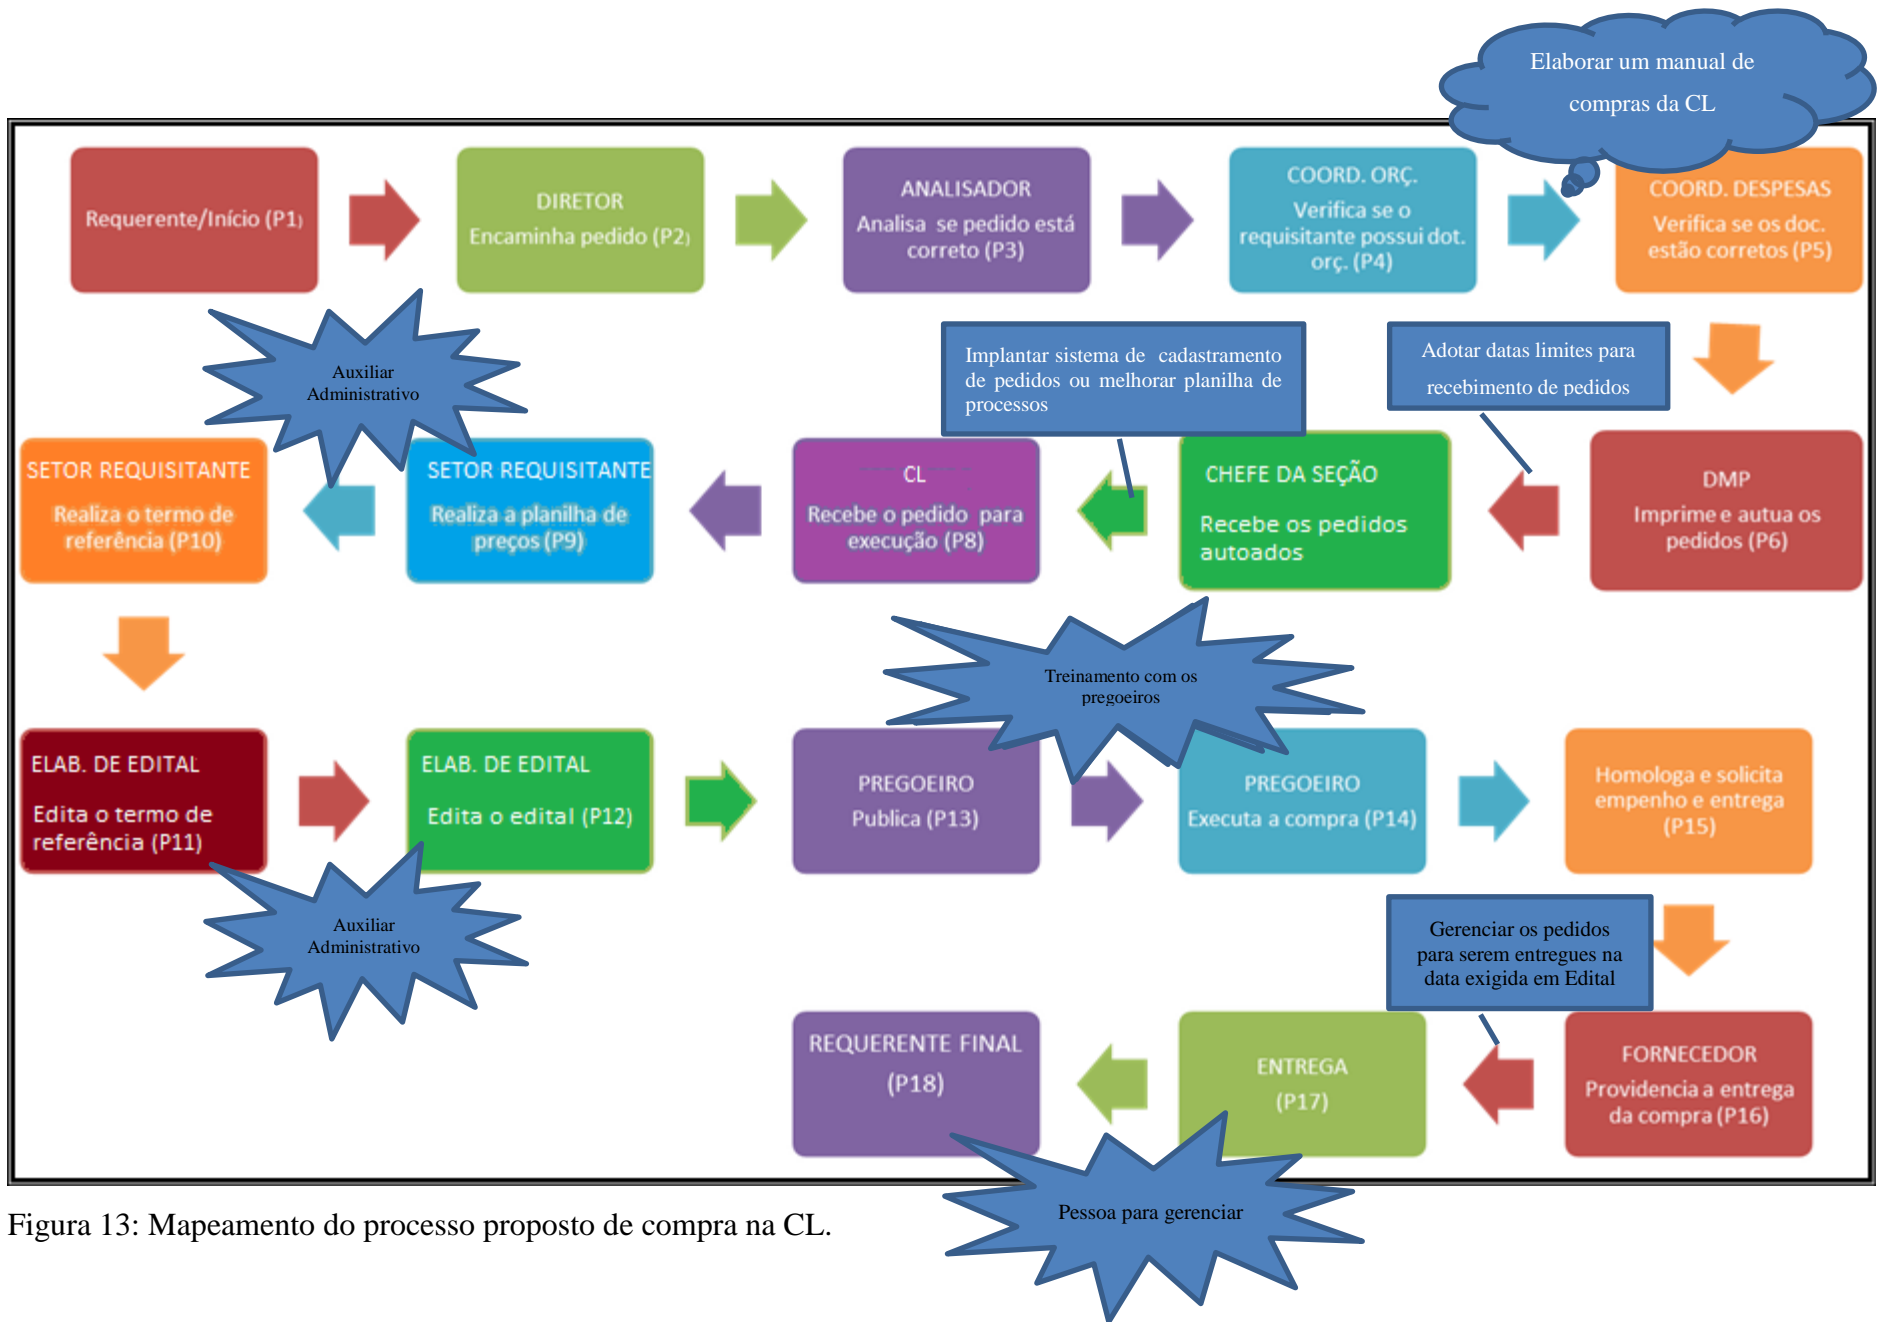 Elaborar um manual de
compras da CL
Requerente/Início (P1)
DIRETOR
Encaminha pedido (P2)
ANALISADOR
Analisa se pedido está
correto (P3)
COORD. ORÇ.
Verifica se o
requisitante possui dot.
orç. (P4)
COORD. DESPESAS
Verifica se os doc.
estão corretos (P5)
Auxiliar
Administrativo
Implantar sistema de cadastramento
de pedidos ou melhorar planilha de
processos
Adotar datas limites para
recebimento de pedidos
SETOR REQUISITANTE
Realiza o termo de
referência (P10)
SETOR REQUISITANTE
Realiza a planilha de
preços (P9)
CL
Recebe o pedido para
execução (P8)
CHEFE DA SEÇÃO
Recebe os pedidos
autoados
DMP
Imprime e autua os
pedidos (P6)
Treinamento com os
pregoeiros
ELAB. DE EDITAL
Edita o termo de
referência (P11)
ELAB. DE EDITAL
Edita o edital (P12)
PREGOEIRO
Publica (P13)
PREGOEIRO
Executa a compra (P14)
Homologa e solicita
empenho e entrega
(P15)
Auxiliar
Administrativo
Gerenciar os pedidos
para serem entregues na
data exigida em Edital
REQUERENTE FINAL
(P18)
ENTREGA
(P17)
FORNECEDOR
Providencia a entrega
da compra (P16)
Pessoa para gerenciar
Figura 13: Mapeamento do processo proposto de compra na CL.